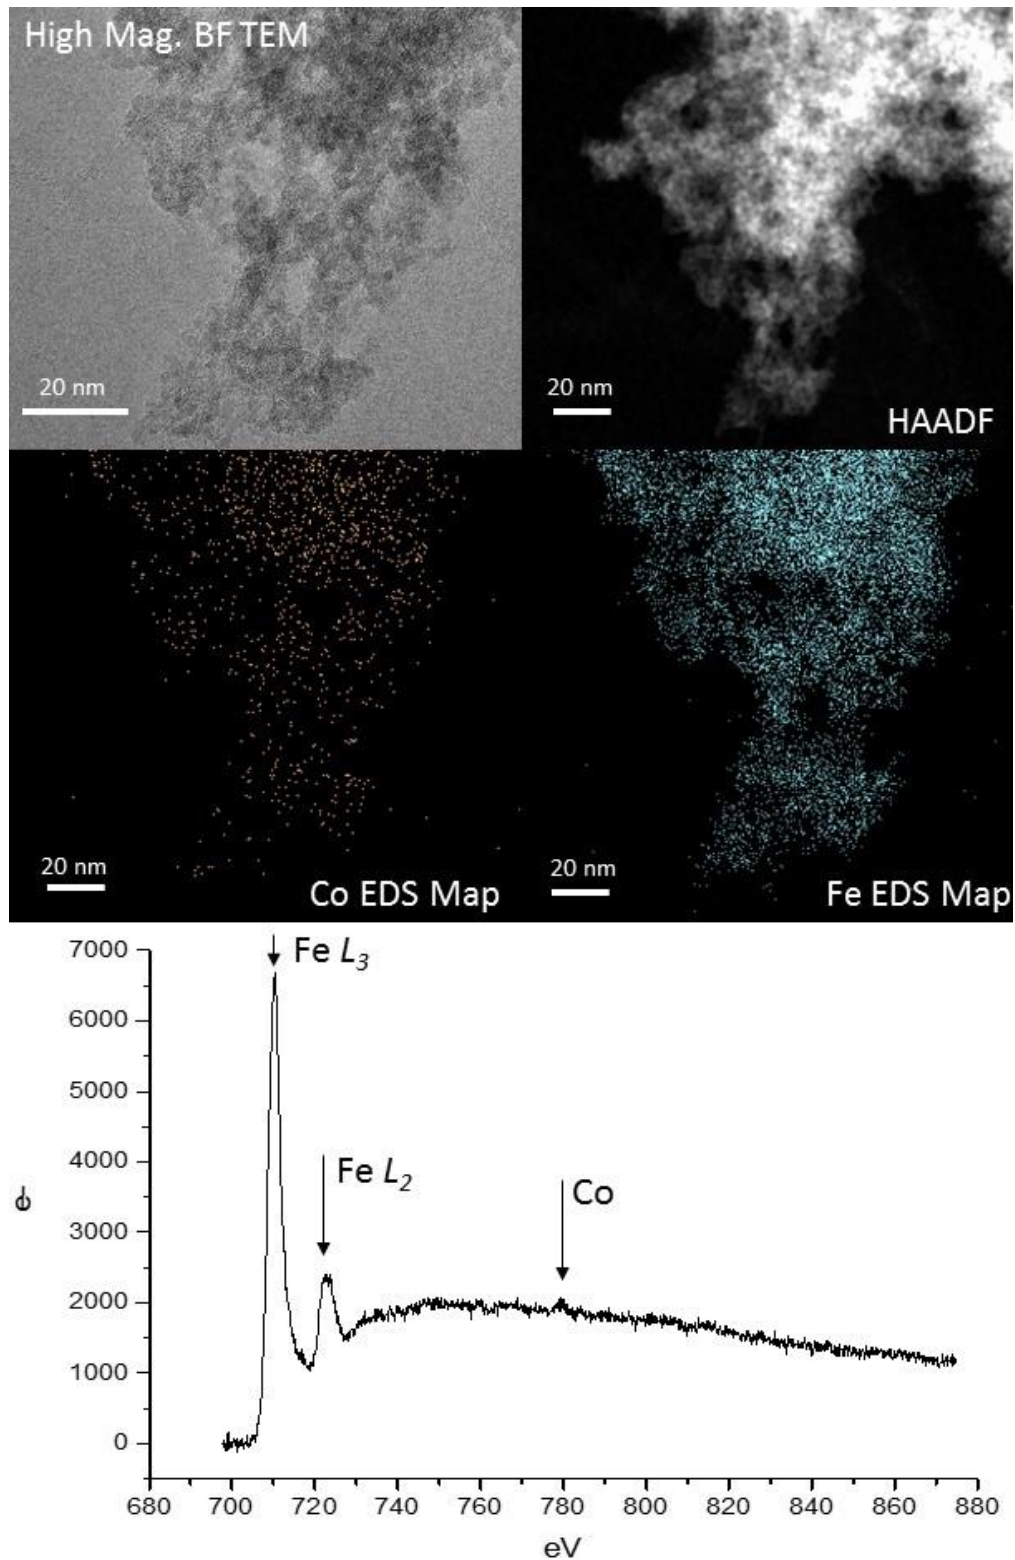 High Mag. BF TEM
20 nm
20 nm
HAADF
20 nm
Co EDS Map
20 nm
Fe EDS Map
7000
6000
5000
4000
3000
2000
1000
0
e-
Fe L3
Fe L2
Co
680 700 720 740 760 780 800 820 840 860 880
eV